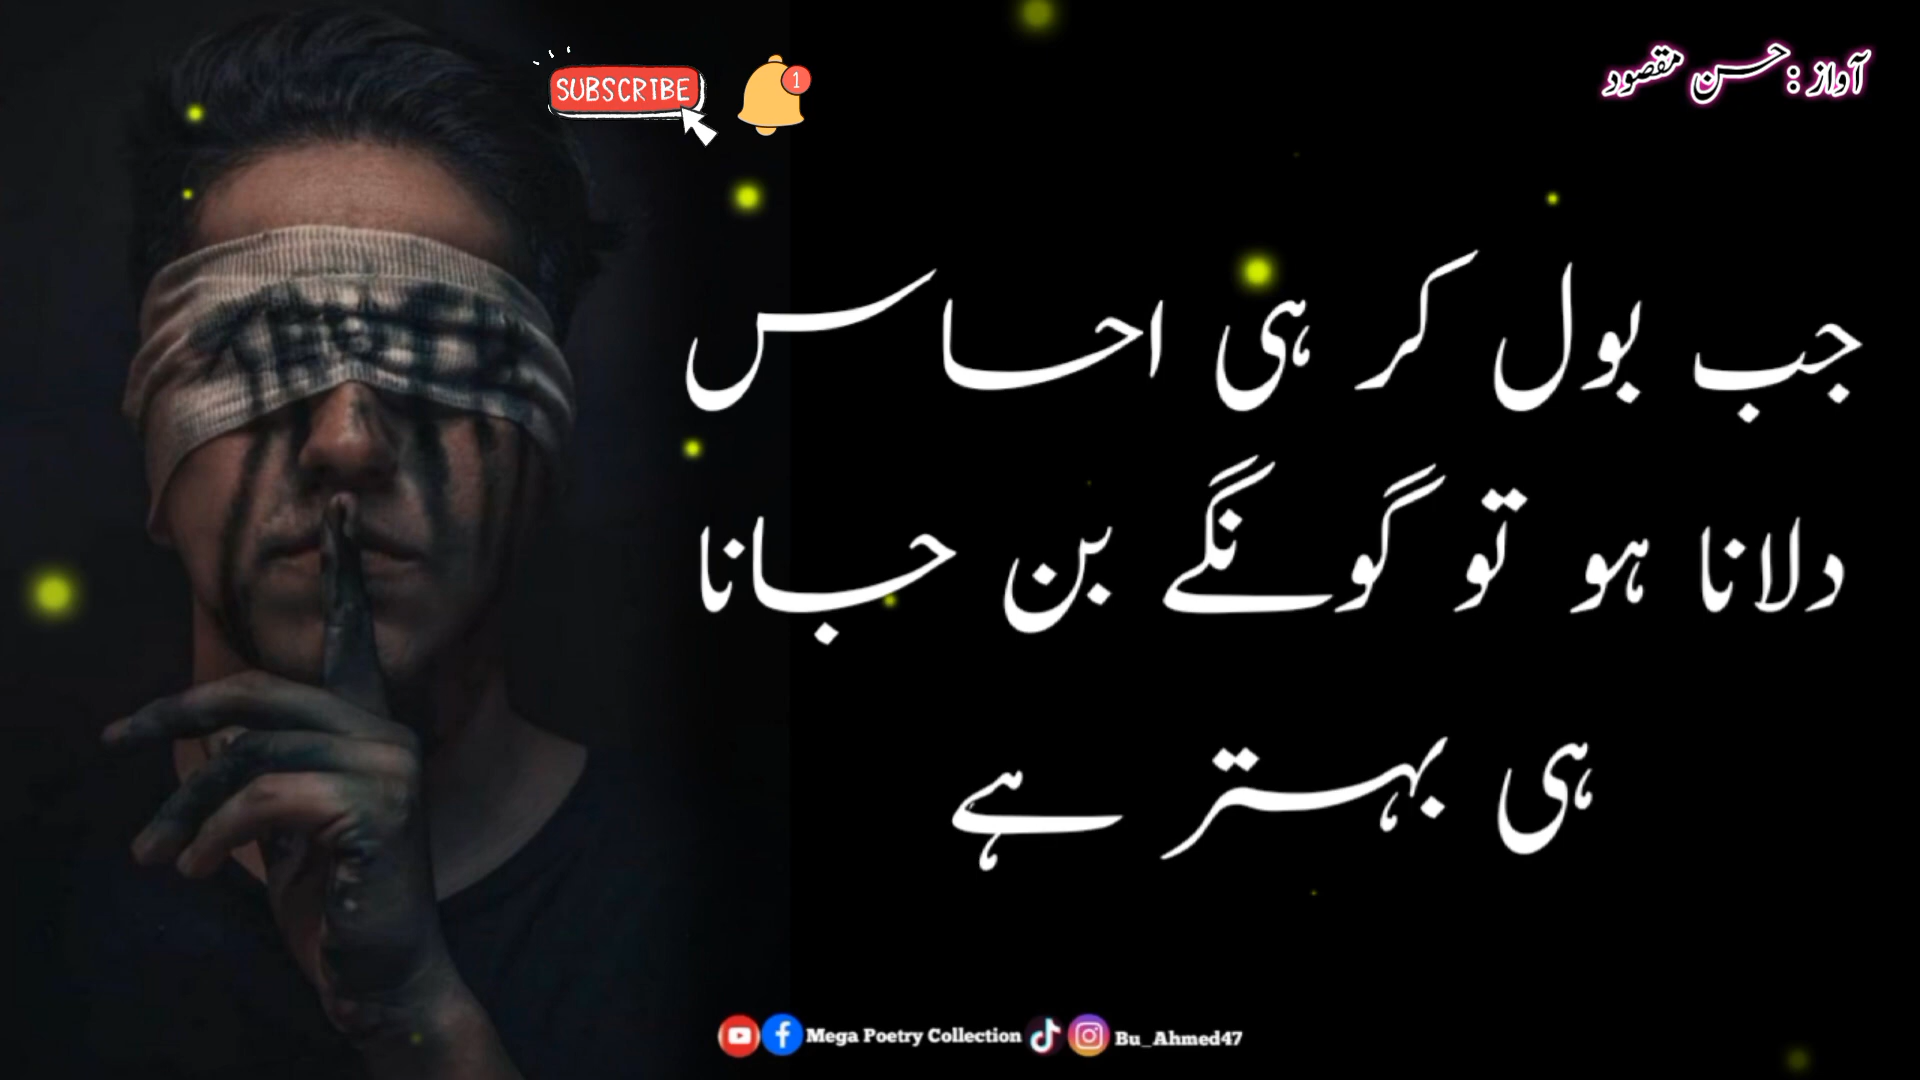 آواز : حسن مقصود
SUBSCRIBE
1
جب بول کر ہی احساس
دلانا ہو تو گونگے بن جانا
ہی بہتر ہے
Mega Poetry Collection Bu_Ahmed47